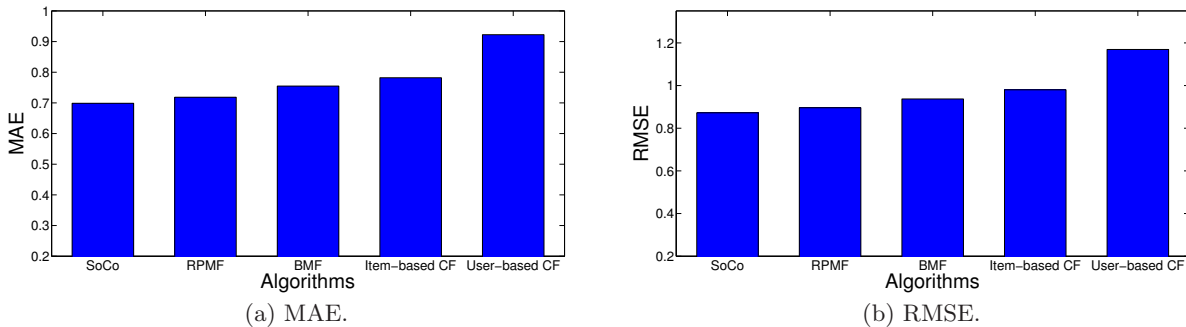 1
0.9
0.8
0.7
0.6
0.5
0.4
0.3
0.2
MAE
SoCo RPMF BMF Item-based CF User-based CF
Algorithms
(a) MAE.
1.2
1
0.8
0.6
0.4
0.2
RMSE
SoCo RPMF BMF Item-based CF User-based CF
Algorithms
(b) RMSE.